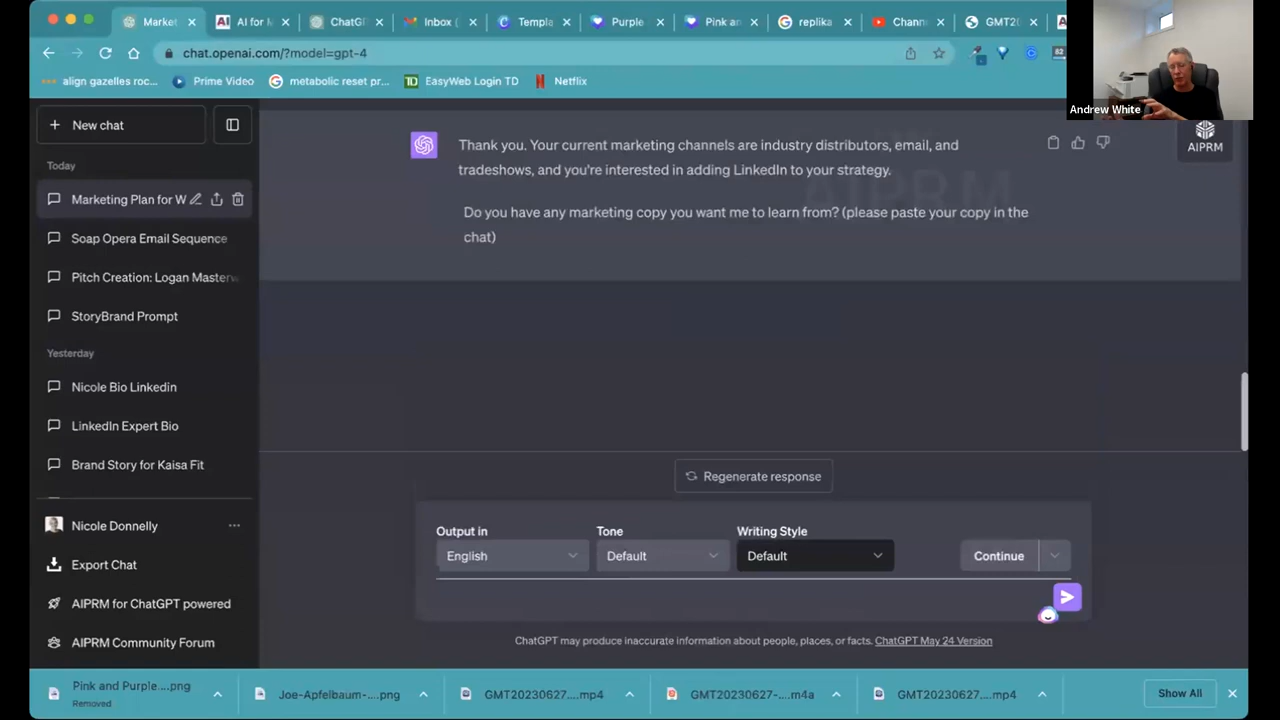 Market
AI for M
ChatGP
Inbox (
Templa
Purple
Pink an
replika
Chann
GMT20
chat.openai.com/?model=gpt-4
align gazelles roc...
Prime Video
metabolic reset pr...
EasyWeb Login TD
Netflix
Andrew White
New chat
Today
Marketing Plan for W
Soap Opera Email Sequence
Pitch Creation: Logan Masterw
StoryBrand Prompt
Yesterday
Nicole Bio Linkedin
LinkedIn Expert Bio
Brand Story for Kaisa Fit
Nicole Donnelly
Export Chat
AIPRM for ChatGPT powered
AIPRM Community Forum
AIPRM
Thank you. Your current marketing channels are industry distributors, email, and
tradeshows, and you're interested in adding LinkedIn to your strategy.
Do you have any marketing copy you want me to learn from? (please paste your copy in the
chat)
Regenerate response
Output in
Tone
Writing Style
English
Default
Default
Continue
ChatGPT may produce inaccurate information about people, places, or facts. ChatGPT May 24 Version
Pink and Purple....png
Removed
Joe-Apfelbaum-....png
GMT20230627,....mp4
GMT20230627-....m4a
GMT20230627,....mp4
Show All